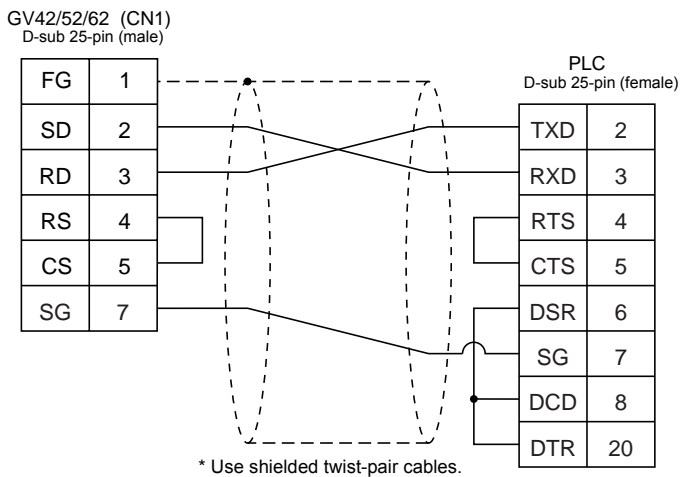 GV42/52/62 (CN1)
D-sub 25-pin (male)
FG 1
SD 2
RD 3
RS 4
CS 5
SG 7
PLC
D-sub 25-pin (female)
TXD 2
RXD 3
RTS 4
CTS 5
DSR 6
SG 7
DCD 8
DTR 20
* Use shielded twist-pair cables.